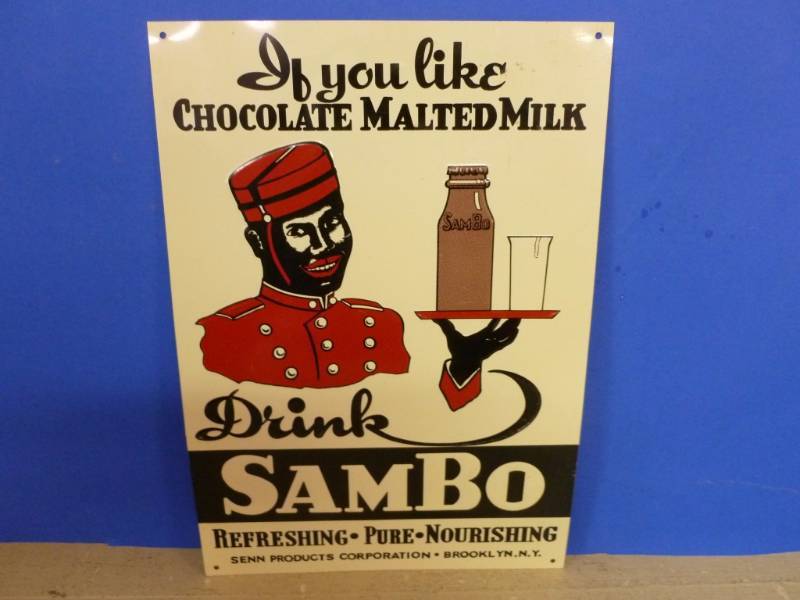 If you like
CHOCOLATE MALTED MILK
SAMBO
Drink
SAMBO
REFRESHING • PURE • NOURISHING
SENN PRODUCTS CORPORATION • BROOKLYN, N.Y.